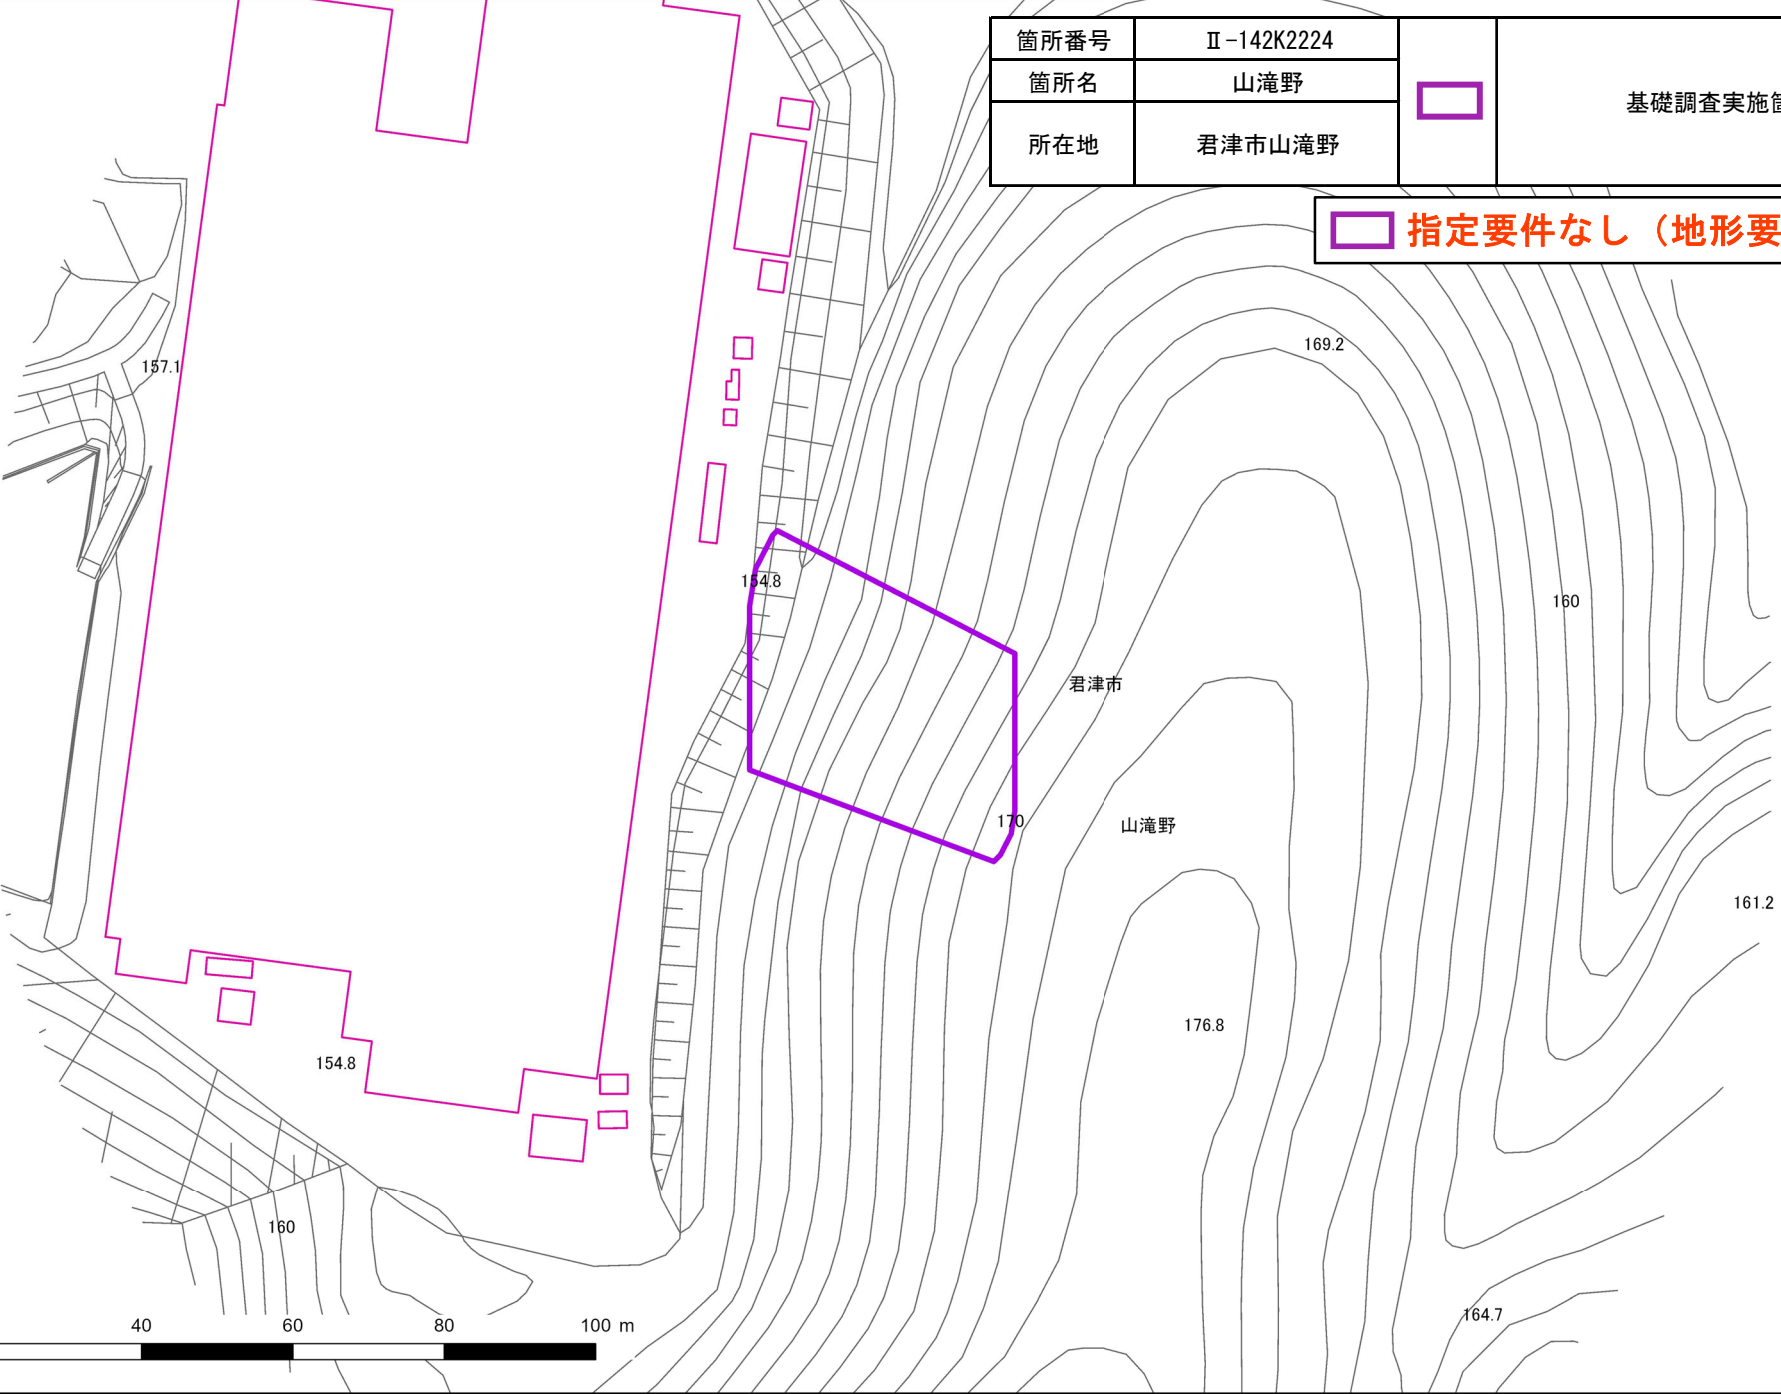 箇所番号 Ⅱ-142K2224
箇所名 山滝野
基礎調査実施箇
所在地 君津市山滝野
指定要件なし（地形要
169.2
157.1
154.8
160
君津市
170
山滝野
161.2
176.8
154.8
160
164.7
40 60 80 100 m